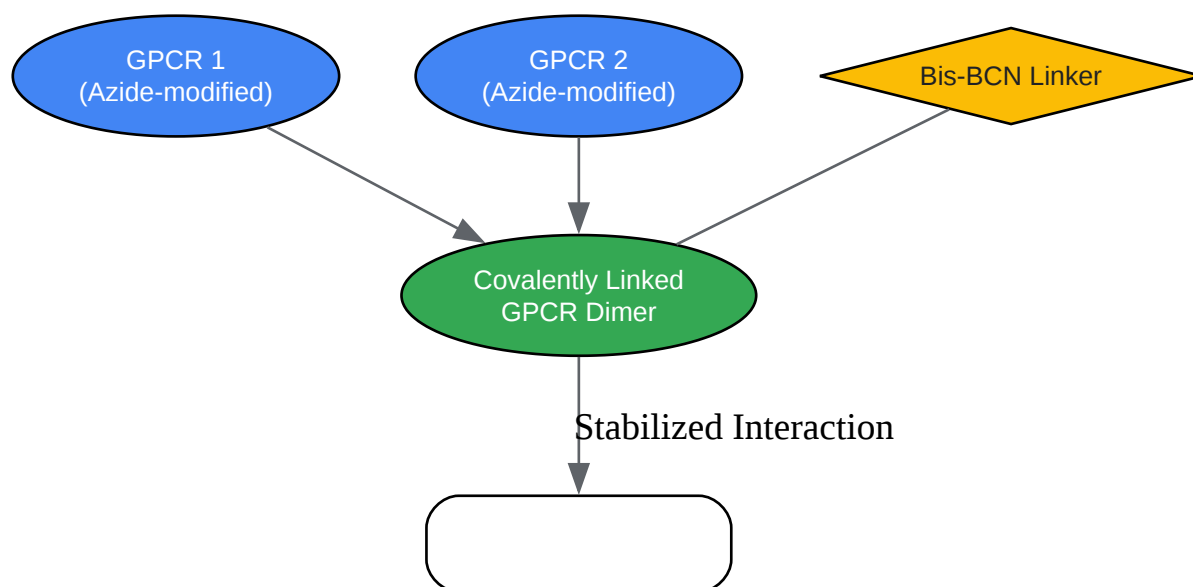 GPCR 1
(Azide-modified)
GPCR 2
(Azide-modified)
Bis-BCN Linker
Covalently Linked
GPCR Dimer
Stabilized Interaction